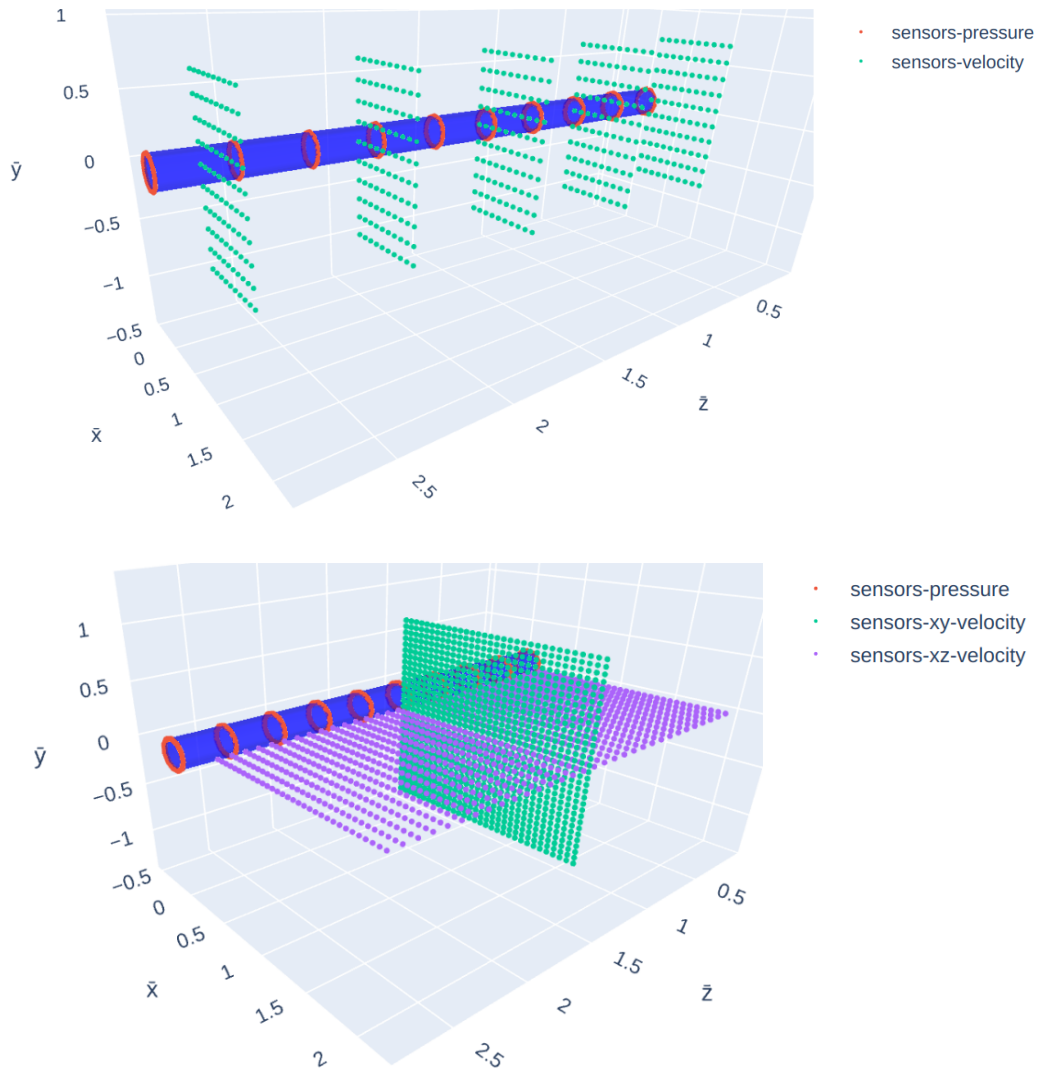 1
0.5
0
−0.5
−1
ȳ
−0.5
0
0.5
1
1.5
2
x̄
2.5
2
1.5
1
0.5
z̄
sensors-pressure
sensors-velocity
1
0.5
0
−0.5
−1
ȳ
−0.5
0
0.5
1
1.5
2
x̄
2.5
2
1.5
1
0.5
z̄
sensors-pressure
sensors-xy-velocity
sensors-xz-velocity